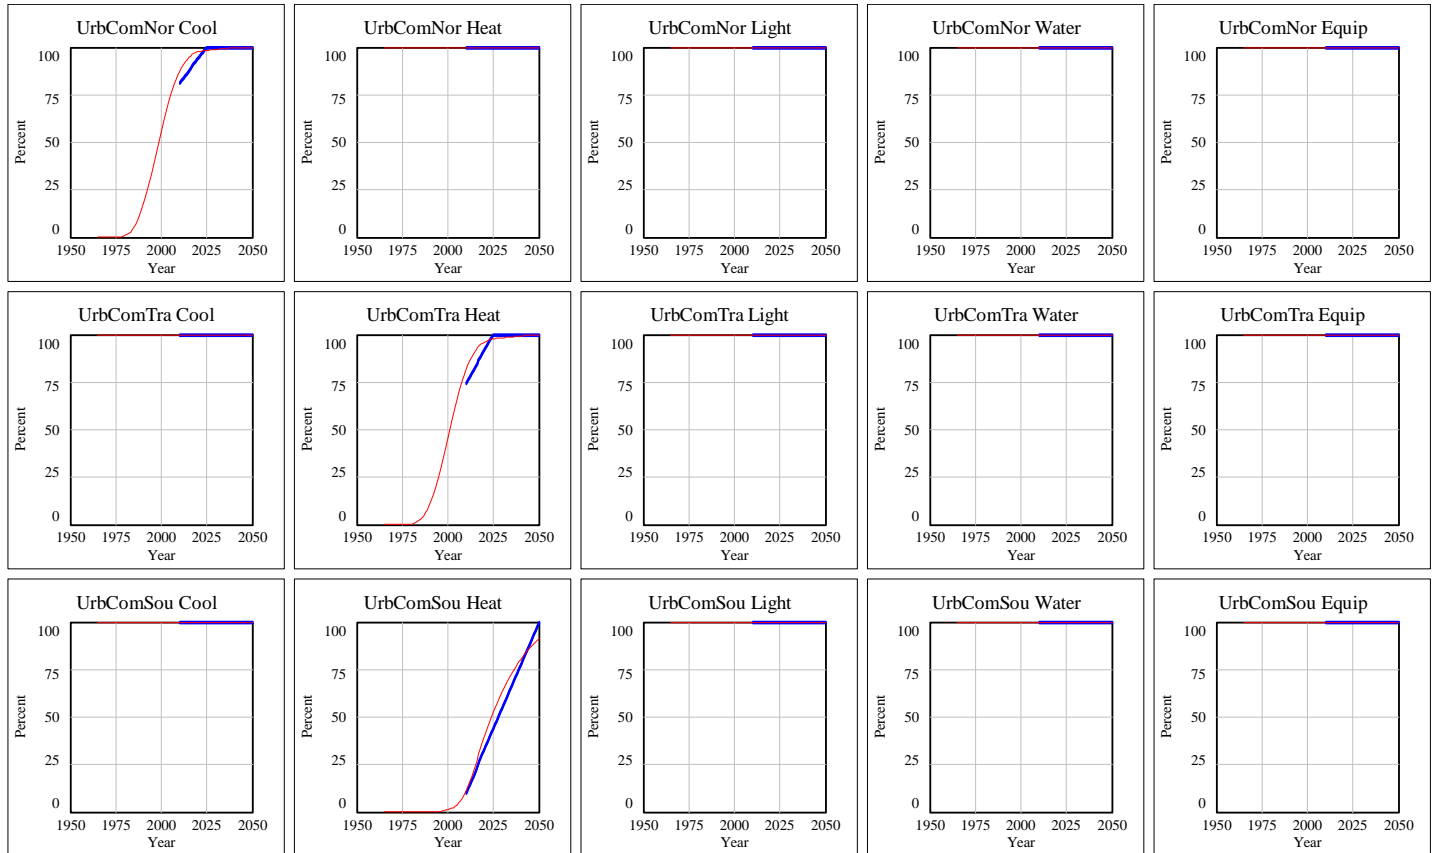 UrbComNor Cool
100
75
50
25
0
Percent
1950 1975 2000 2025 2050
Year
UrbComNor Heat
100
75
50
25
0
Percent
1950 1975 2000 2025 2050
Year
UrbComNor Light
100
75
50
25
0
Percent
1950 1975 2000 2025 2050
Year
UrbComNor Water
100
75
50
25
0
Percent
1950 1975 2000 2025 2050
Year
UrbComNor Equip
100
75
50
25
0
Percent
1950 1975 2000 2025 2050
Year
UrbComTra Cool
100
75
50
25
0
Percent
1950 1975 2000 2025 2050
Year
UrbComTra Heat
100
75
50
25
0
Percent
1950 1975 2000 2025 2050
Year
UrbComTra Light
100
75
50
25
0
Percent
1950 1975 2000 2025 2050
Year
UrbComTra Water
100
75
50
25
0
Percent
1950 1975 2000 2025 2050
Year
UrbComTra Equip
100
75
50
25
0
Percent
1950 1975 2000 2025 2050
Year
UrbComSou Cool
100
75
50
25
0
Percent
1950 1975 2000 2025 2050
Year
UrbComSou Heat
100
75
50
25
0
Percent
1950 1975 2000 2025 2050
Year
UrbComSou Light
100
75
50
25
0
Percent
1950 1975 2000 2025 2050
Year
UrbComSou Water
100
75
50
25
0
Percent
1950 1975 2000 2025 2050
Year
UrbComSou Equip
100
75
50
25
0
Percent
1950 1975 2000 2025 2050
Year